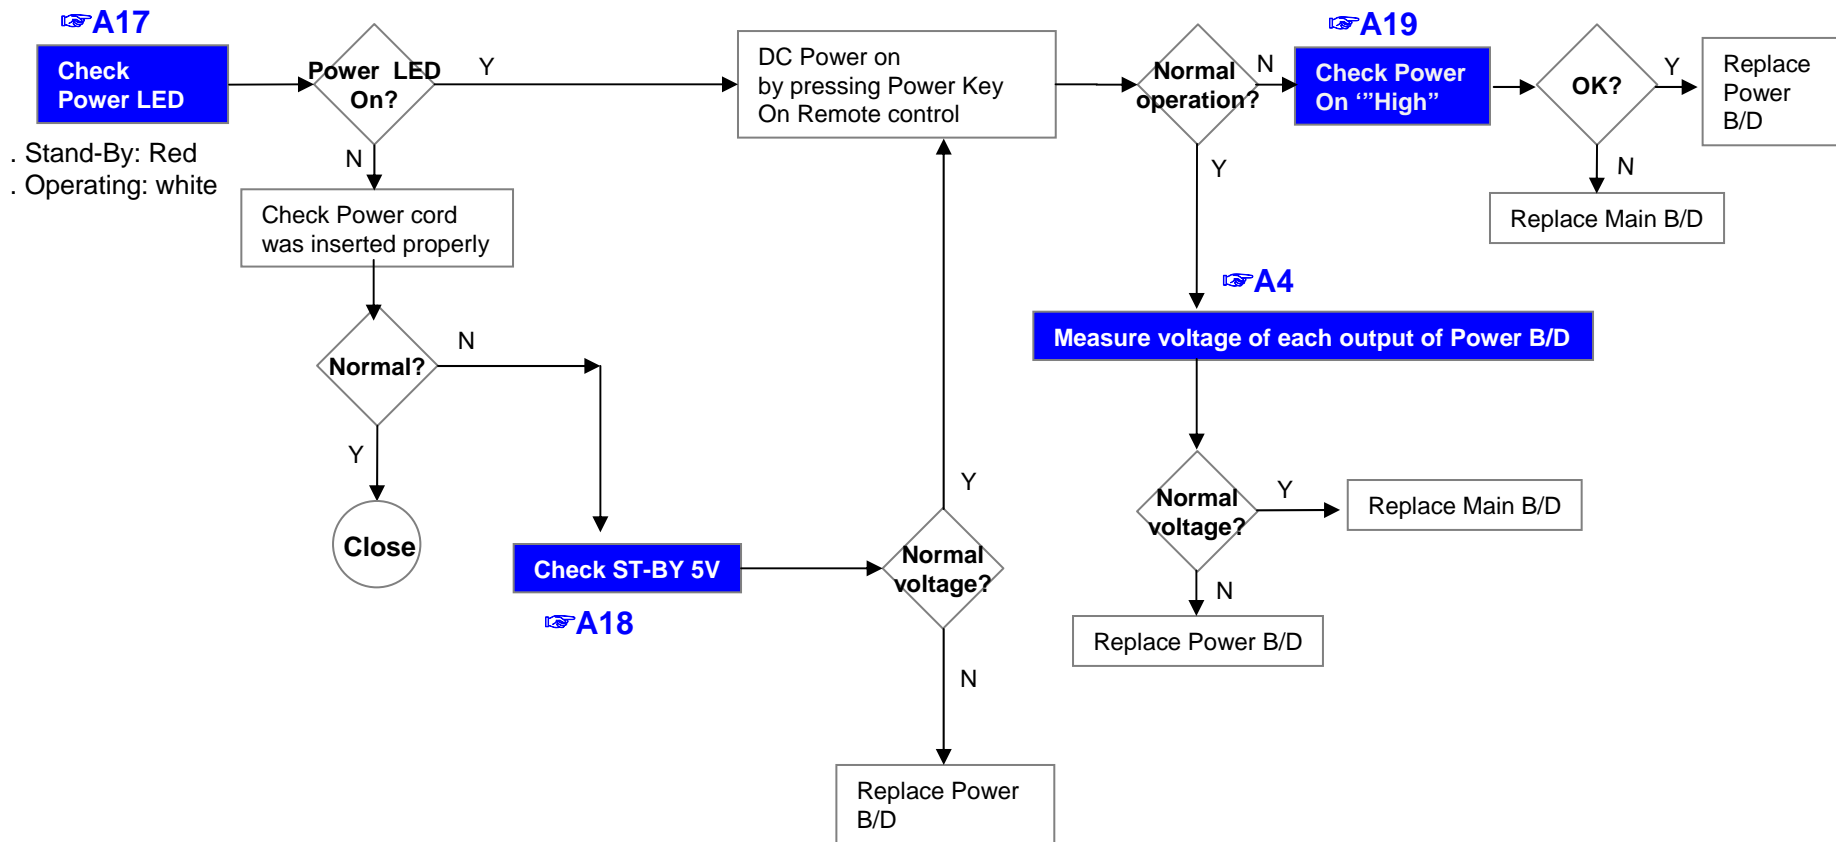 ☞A17
Check
Power LED
. Stand-By: Red
. Operating: white
Power LED
On?
Y
N
Check Power cord
was inserted properly
Normal?
N
Y
Close
Check ST-BY 5V
☞A18
Normal
voltage?
Y
N
Replace Power
B/D
DC Power on
by pressing Power Key
On Remote control
Normal
operation?
N
Y
☞A19
Check Power
On ‘”High”
OK?
Y
Replace
Power
B/D
N
Replace Main B/D
☞A4
Measure voltage of each output of Power B/D
Normal
voltage?
Y
Replace Main B/D
N
Replace Power B/D